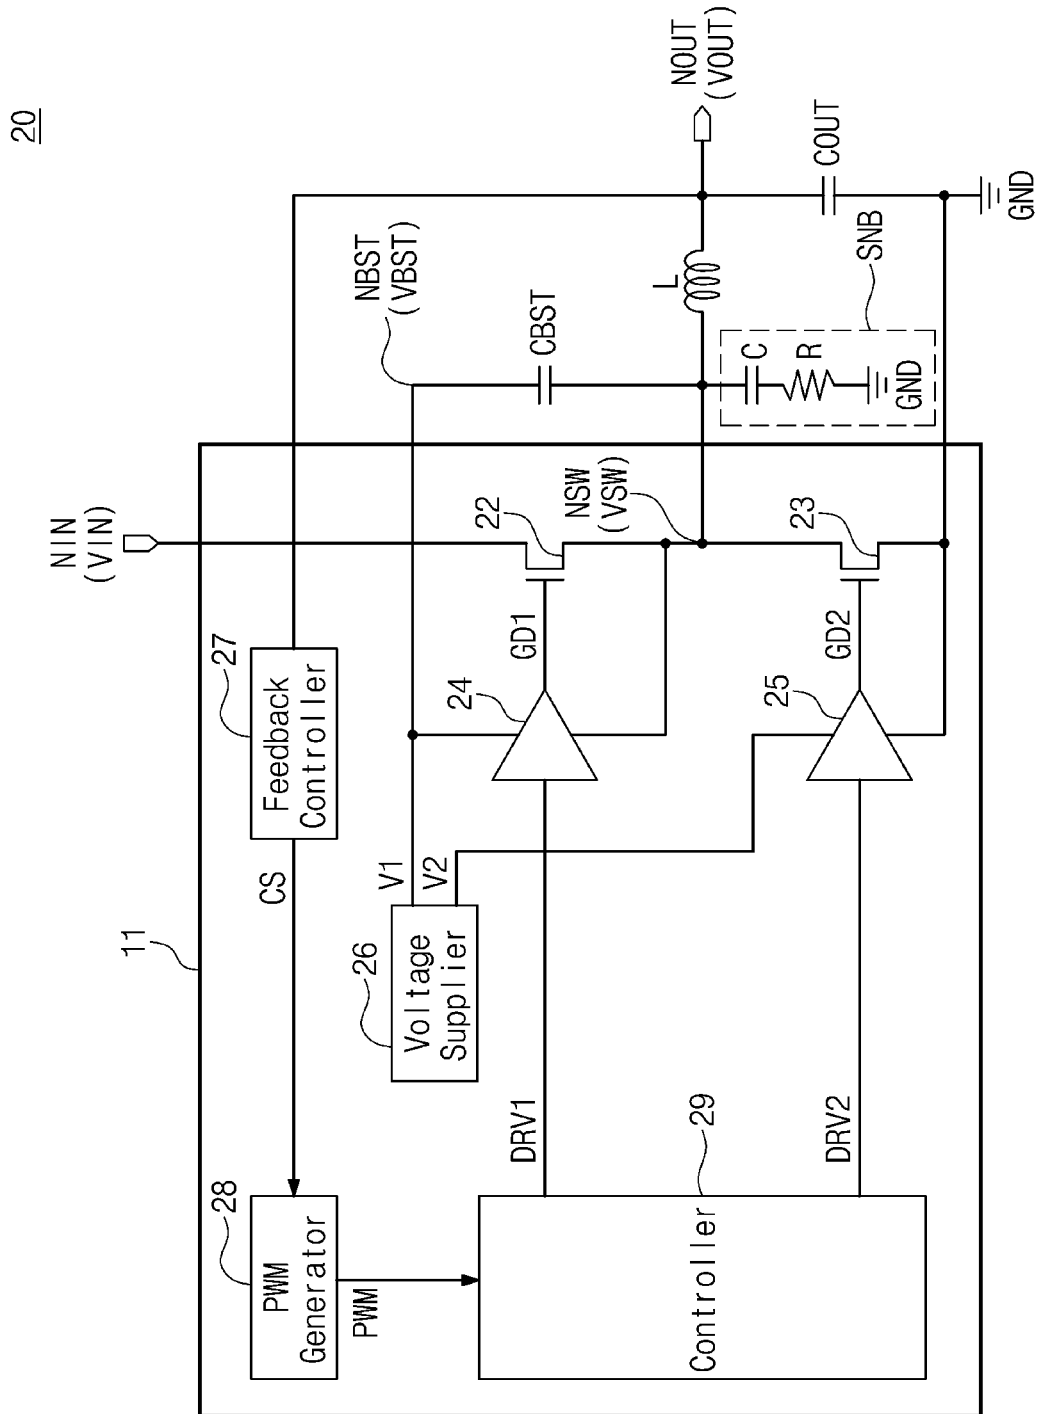 20
NIN
(VIN)
NBST
(VBST)
NOUT
(VOUT)
11
28
PWM
Generator
CS
27
Feedback
Controller
PWM
26
Voltage
Supplier
V1
V2
CBST
L
COUT
SNB
C
R
GND
GND
DRV1
24
GD1
22
NSW
(VSW)
29
Controller
DRV2
25
GD2
23